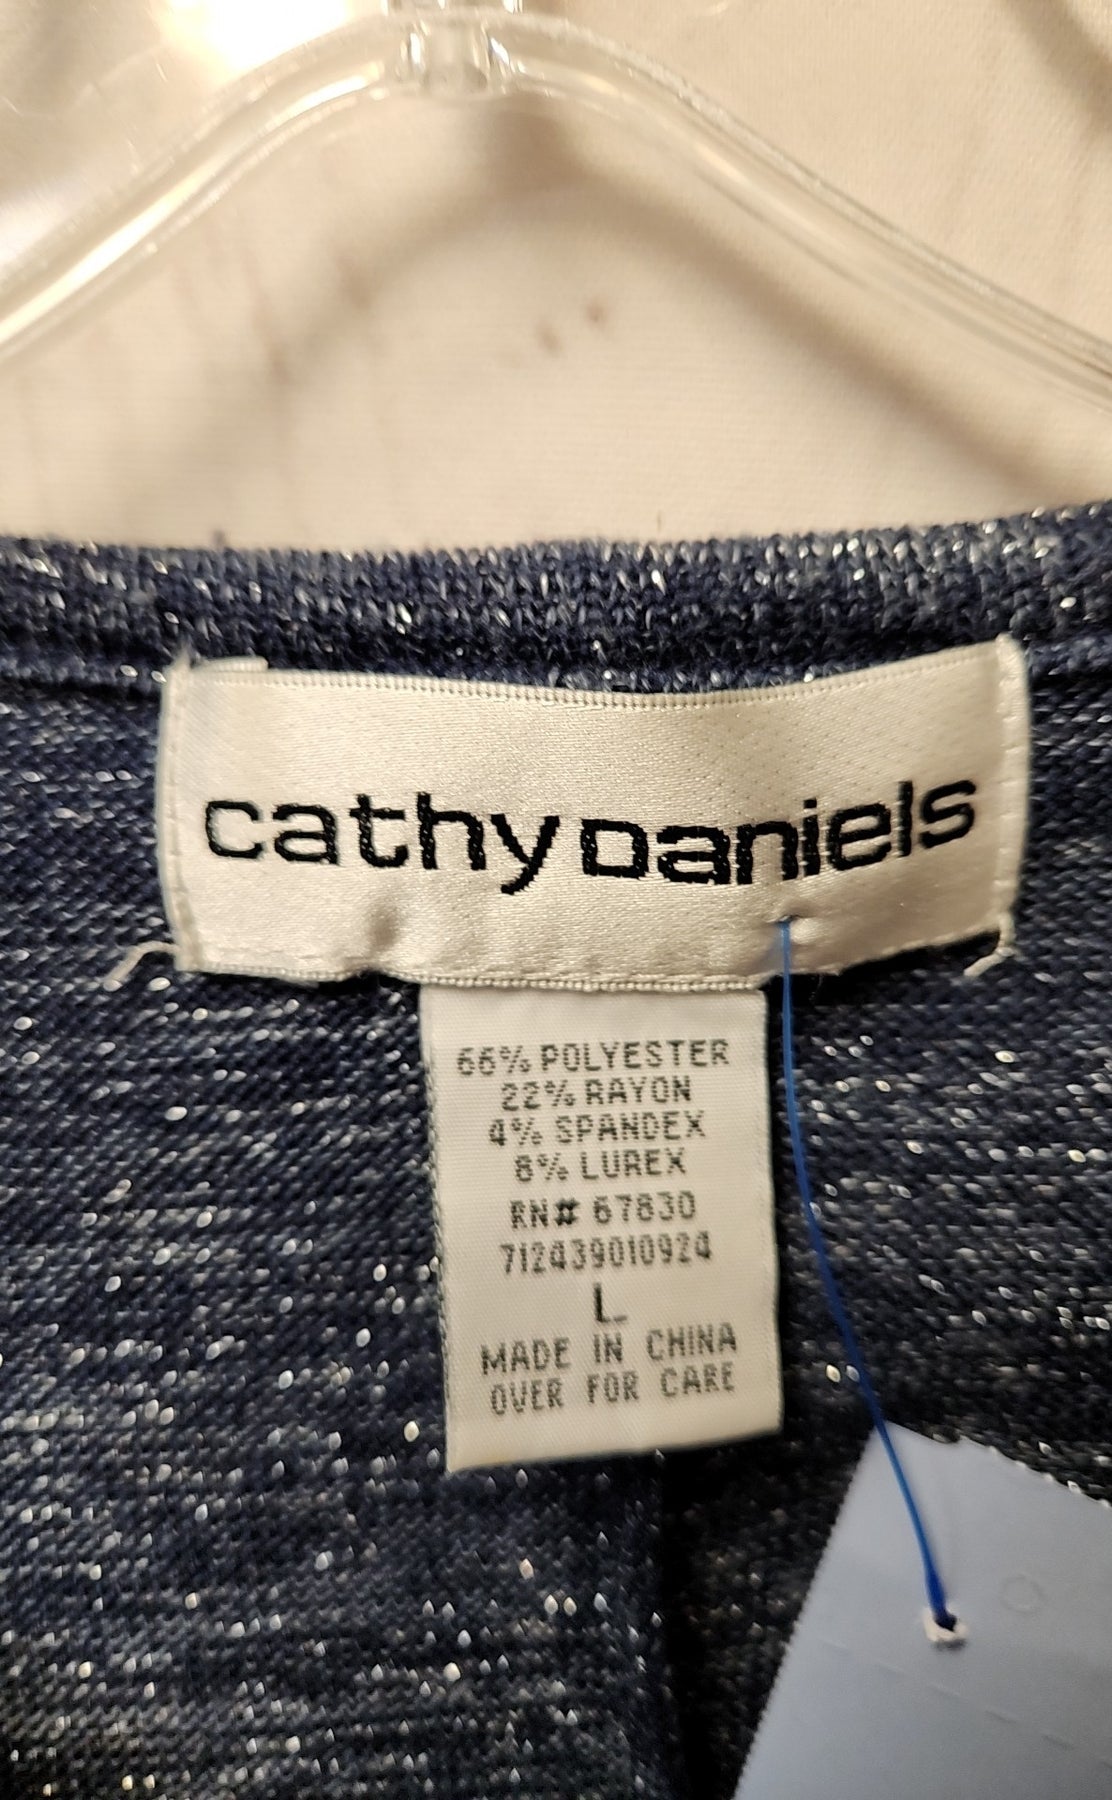 cathy Daniels
66% POLYESTER
22% RAYON
4% SPANDEX
8% LUREX
RN# 67830
712439010924
L
MADE IN CHINA
OVER FOR CARE